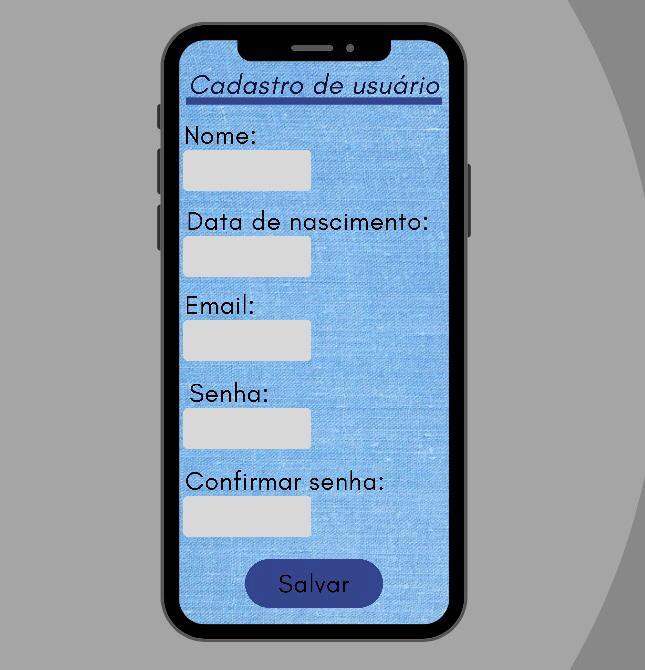 Cadastro de usuário
Nome:
Data de nascimento:
Email:
Senha:
Confirmar senha:
Salvar